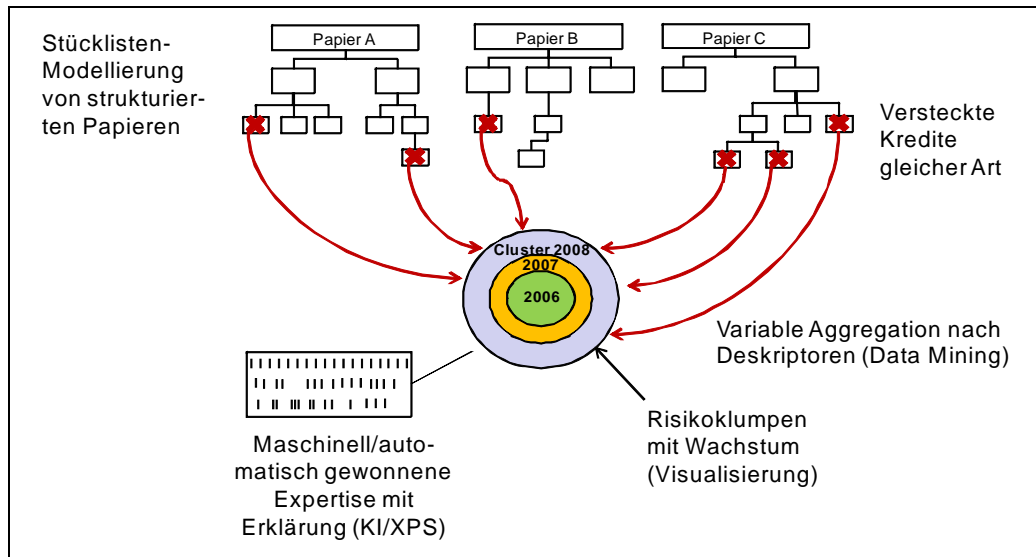 Stücklisten-
Modellierung
von strukturier-
ten Papieren
Papier A
Papier B
Papier C
Versteckte
Kredite
gleicher Art
Cluster 2008
2007
2006
Variable Aggregation nach
Deskriptoren (Data Mining)
Risikoklumpen
mit Wachstum
(Visualisierung)
Maschinell/auto-
matisch gewonnene
Expertise mit
Erklärung (KI/XPS)